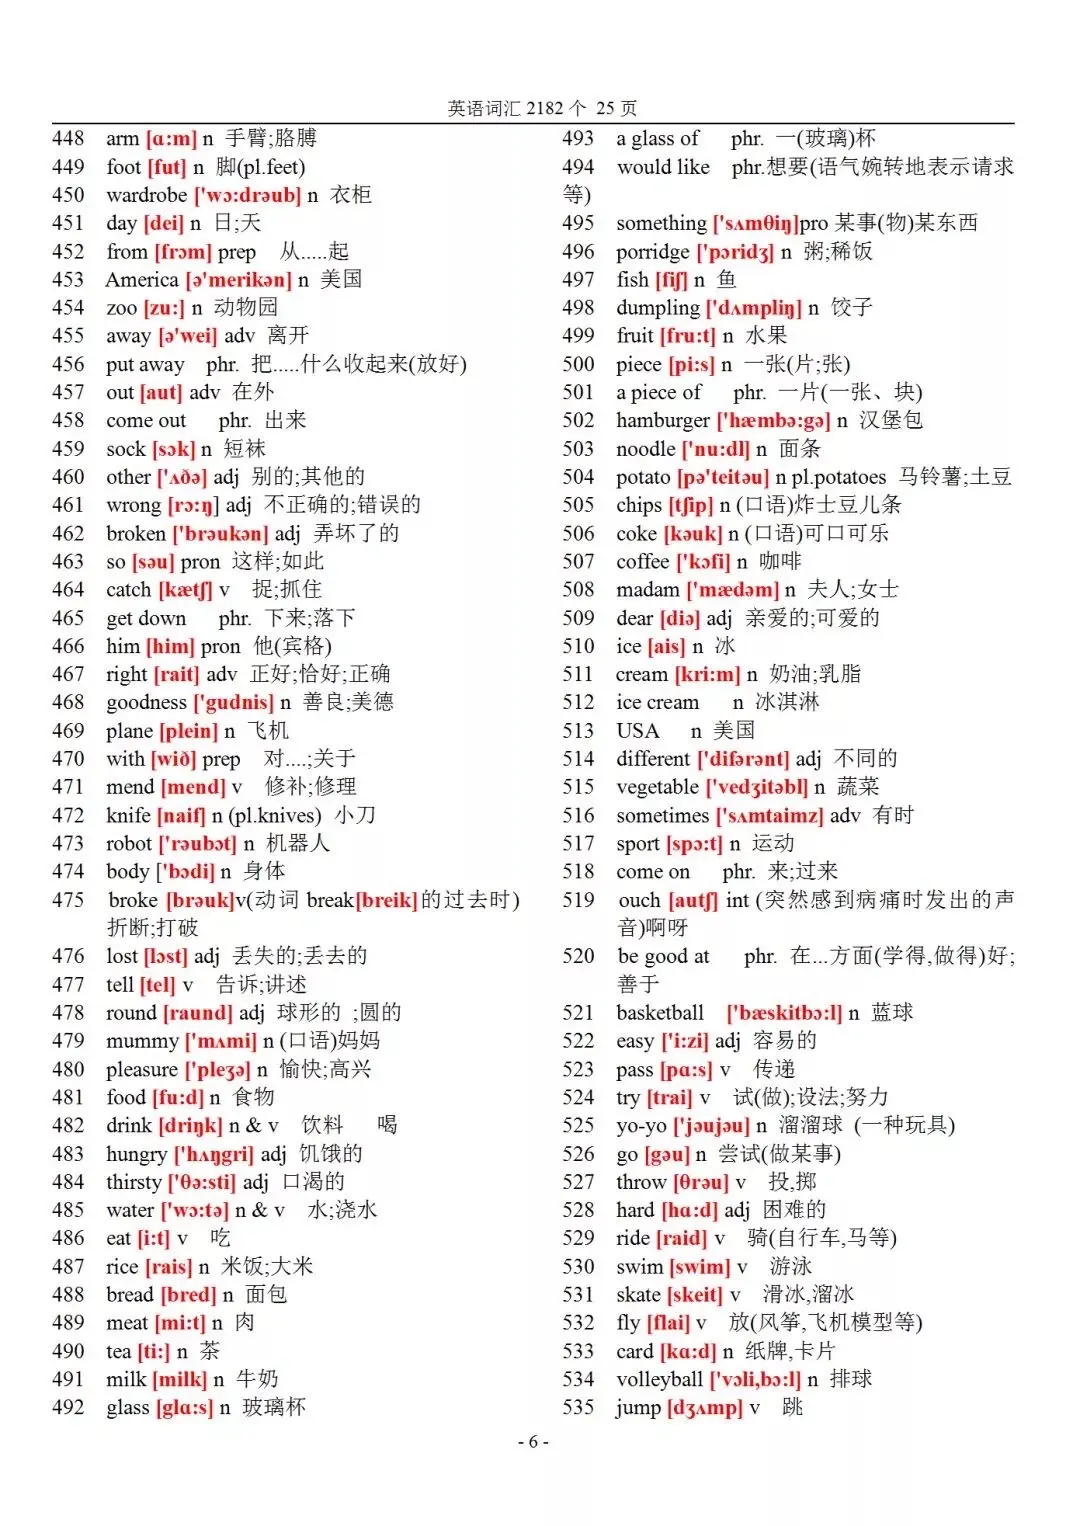 英语词汇 2182 个  25 页
448 arm [ɑ:m] n 手臂;胳膊
449 foot [fut] n 脚(pl.feet)
450 wardrobe ['wɔ:drəub] n 衣柜
451 day [dei] n 日;天
452 from [frəm] prep 从.....起
453 America [ə'merikən] n 美国
454 zoo [zu:] n 动物园
455 away [ə'wei] adv 离开
456 put away phr. 把.....什么收起来(放好)
457 out [aut] adv 在外
458 come out phr. 出来
459 sock [sɔk] n 短袜
460 other ['ʌðə] adj 别的;其他的
461 wrong [rɔ:ŋ] adj 不正确的;错误的
462 broken ['brəukən] adj 弄坏了的
463 so [səu] pron 这样;如此
464 catch [kætʃ] v 捉;抓住
465 get down phr. 下来;落下
466 him [him] pron 他(宾格)
467 right [rait] adv 正好;恰好;正确
468 goodness ['gudnis] n 善良;美德
469 plane [plein] n 飞机
470 with [wið] prep 对....;关于
471 mend [mend] v 修补;修理
472 knife [naif] n (pl.knives) 小刀
473 robot ['rəubɔt] n 机器人
474 body ['bɔdi] n 身体
475 broke [brəuk]v(动词 break[breik]的过去时)
折断;打破
476 lost [lɔst] adj 丢失的;丢去的
477 tell [tel] v 告诉;讲述
478 round [raund] adj 球形的 ;圆的
479 mummy ['mʌmi] n (口语)妈妈
480 pleasure ['pleʒə] n 愉快;高兴
481 food [fu:d] n 食物
482 drink [driŋk] n & v 饮料 喝
483 hungry ['hʌŋgri] adj 饥饿的
484 thirsty ['θə:sti] adj 口渴的
485 water ['wɔ:tə] n & v 水;浇水
486 eat [i:t] v 吃
487 rice [rais] n 米饭;大米
488 bread [bred] n 面包
489 meat [mi:t] n 肉
490 tea [ti:] n 茶
491 milk [milk] n 牛奶
492 glass [glɑ:s] n 玻璃杯
493 a glass of phr. 一(玻璃)杯
494 would like phr.想要(语气婉转地表示请求
等)
495 something ['sʌmθiŋ]pro 某事(物)某东西
496 porridge ['pɔridʒ] n 粥;稀饭
497 fish [fiʃ] n 鱼
498 dumpling ['dʌmpliŋ] n 饺子
499 fruit [fru:t] n 水果
500 piece [pi:s] n 一张(片;张)
501 a piece of phr. 一片(一张、块)
502 hamburger ['hæmbə:gə] n 汉堡包
503 noodle ['nu:dl] n 面条
504 potato [pə'teitəu] n pl.potatoes 马铃薯;土豆
505 chips [tʃip] n (口语)炸士豆儿条
506 coke [kəuk] n (口语)可口可乐
507 coffee ['kɔfi] n 咖啡
508 madam ['mædəm] n 夫人;女士
509 dear [diə] adj 亲爱的;可爱的
510 ice [ais] n 冰
511 cream [kri:m] n 奶油;乳脂
512 ice cream n 冰淇淋
513 USA n 美国
514 different ['difərənt] adj 不同的
515 vegetable ['vedʒitəbl] n 蔬菜
516 sometimes ['sʌmtaimz] adv 有时
517 sport [spɔ:t] n 运动
518 come on phr. 来;过来
519 ouch [autʃ] int (突然感到病痛时发出的声
音)啊呀
520 be good at phr. 在...方面(学得,做得)好;
善于
521 basketball ['bæskitbɔ:l] n 蓝球
522 easy ['i:zi] adj 容易的
523 pass [pɑ:s] v 传递
524 try [trai] v 试(做);设法;努力
525 yo-yo ['jəujəu] n 溜溜球 (一种玩具)
526 go [gəu] n 尝试(做某事)
527 throw [θrəu] v 投,掷
528 hard [hɑ:d] adj 困难的
529 ride [raid] v 骑(自行车,马等)
530 swim [swim] v 游泳
531 skate [skeit] v 滑冰,溜冰
532 fly [flai] v 放(风筝,飞机模型等)
533 card [kɑ:d] n 纸牌,卡片
534 volleyball ['vɔli,bɔ:l] n 排球
535 jump [dʒʌmp] v 跳
- 6 -